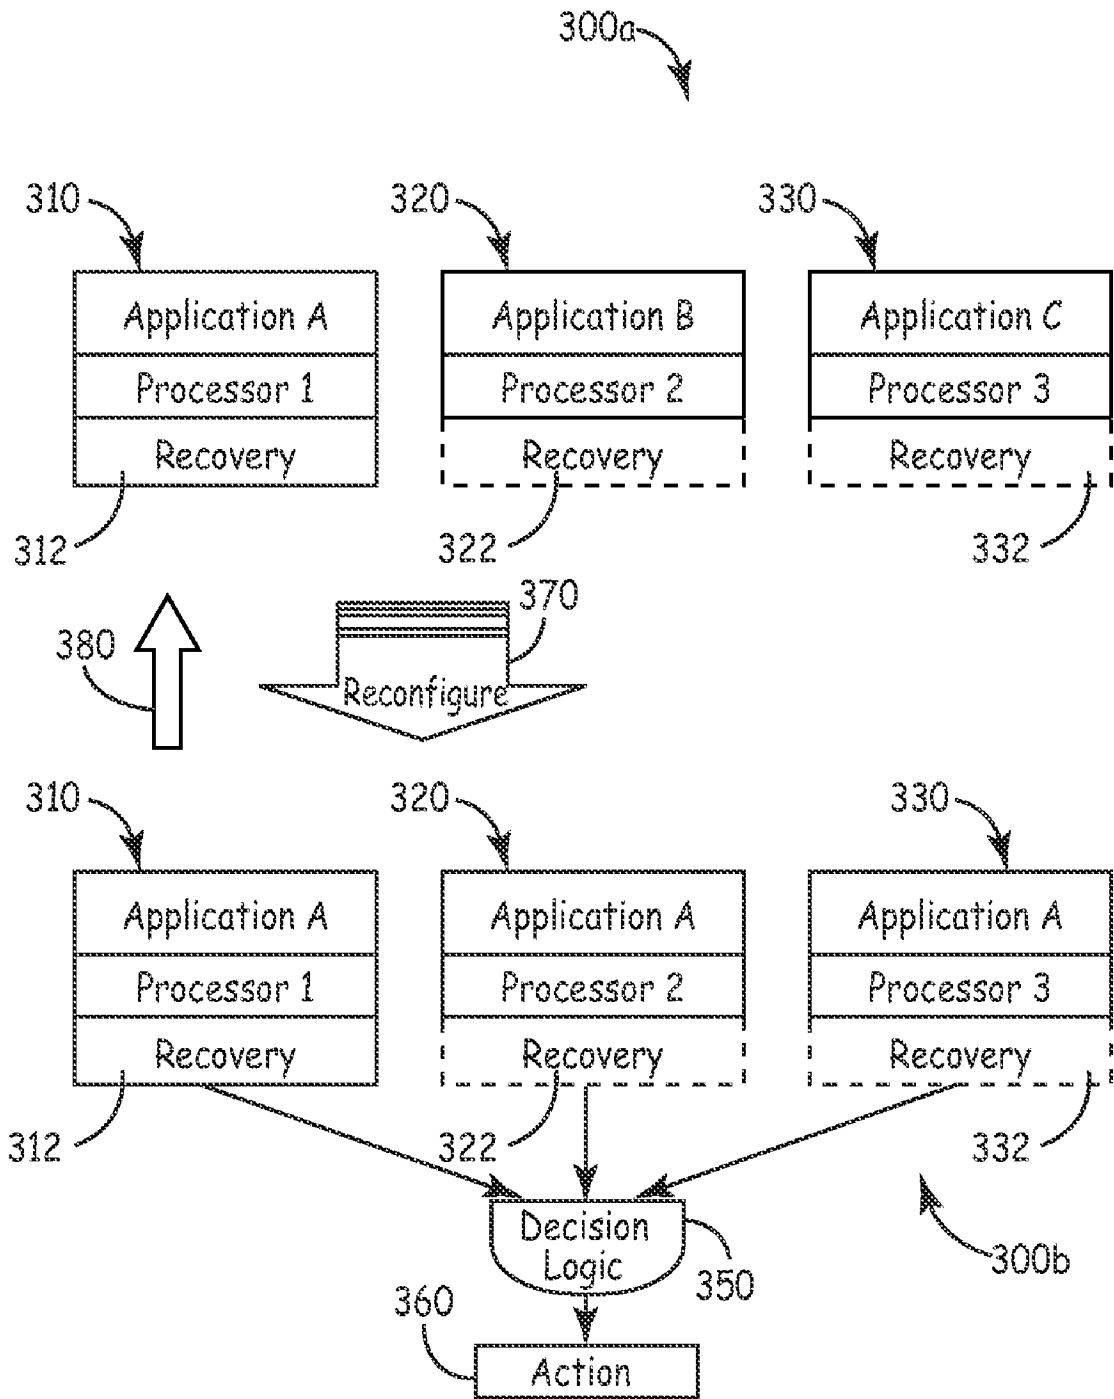 300a
310
320
330
Application A
Application B
Application C
Processor 1
Processor 2
Processor 3
Recovery
Recovery
Recovery
312
322
332
370
380
Reconfigure
310
320
330
Application A
Application A
Application A
Processor 1
Processor 2
Processor 3
Recovery
Recovery
Recovery
312
322
332
Decision
Logic
350
300b
360
Action